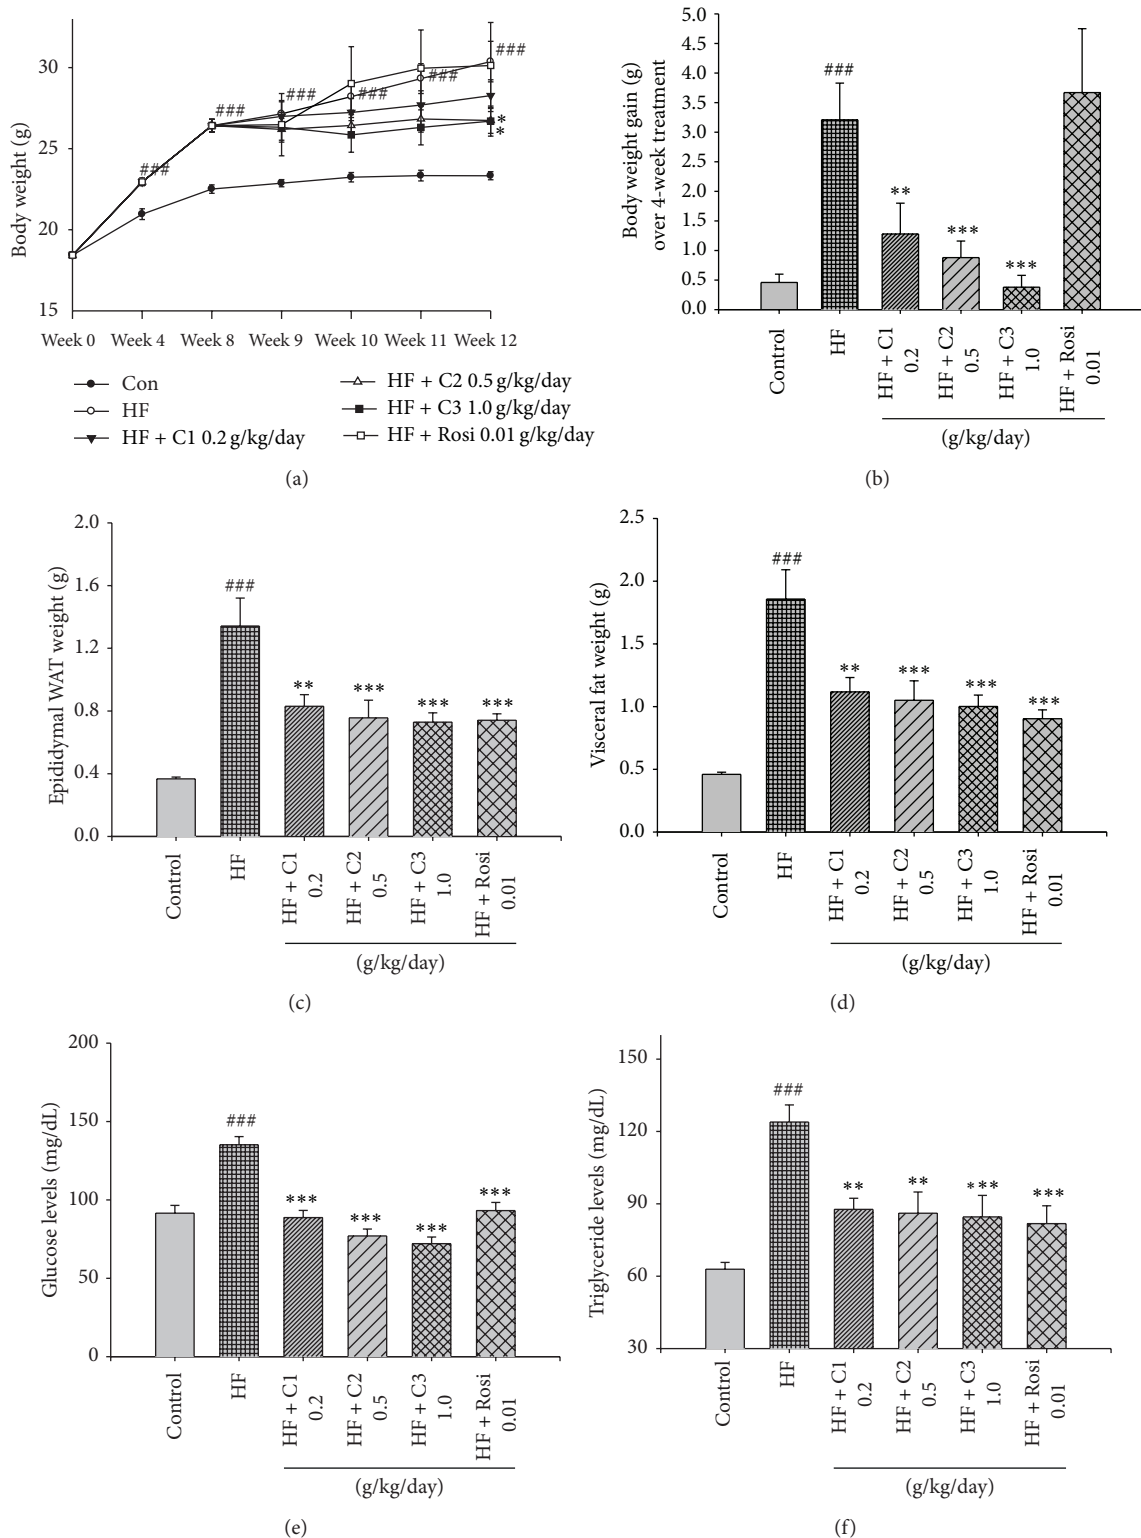 Body weight (g)
30
25
20
15
###
###
###
###
###
###
*
*
Week 0 Week 4 Week 8 Week 9 Week 10 Week 11 Week 12
Con
HF
HF + C1 0.2 g/kg/day
HF + C2 0.5 g/kg/day
HF + C3 1.0 g/kg/day
HF + Rosi 0.01 g/kg/day
(a)
Body weight gain (g)
over 4-week treatment
5.0
4.5
4.0
3.5
3.0
2.5
2.0
1.5
1.0
0.5
0.0
###
**
***
***
Control
HF
HF + C1
0.2
HF + C2
0.5
HF + C3
1.0
HF + Rosi
0.01
(g/kg/day)
(b)
Epididymal WAT weight (g)
2.0
1.6
1.2
0.8
0.4
0.0
###
**
***
***
***
Control
HF
HF + C1
0.2
HF + C2
0.5
HF + C3
1.0
HF + Rosi
0.01
(g/kg/day)
(c)
Visceral fat weight (g)
2.5
2.0
1.5
1.0
0.5
0.0
###
**
***
***
***
Control
HF
HF + C1
0.2
HF + C2
0.5
HF + C3
1.0
HF + Rosi
0.01
(g/kg/day)
(d)
Glucose levels (mg/dL)
200
150
100
50
0
###
***
***
***
***
Control
HF
HF + C1
0.2
HF + C2
0.5
HF + C3
1.0
HF + Rosi
0.01
(g/kg/day)
(e)
Triglyceride levels (mg/dL)
150
120
90
60
30
###
**
**
***
***
Control
HF
HF + C1
0.2
HF + C2
0.5
HF + C3
1.0
HF + Rosi
0.01
(g/kg/day)
(f)